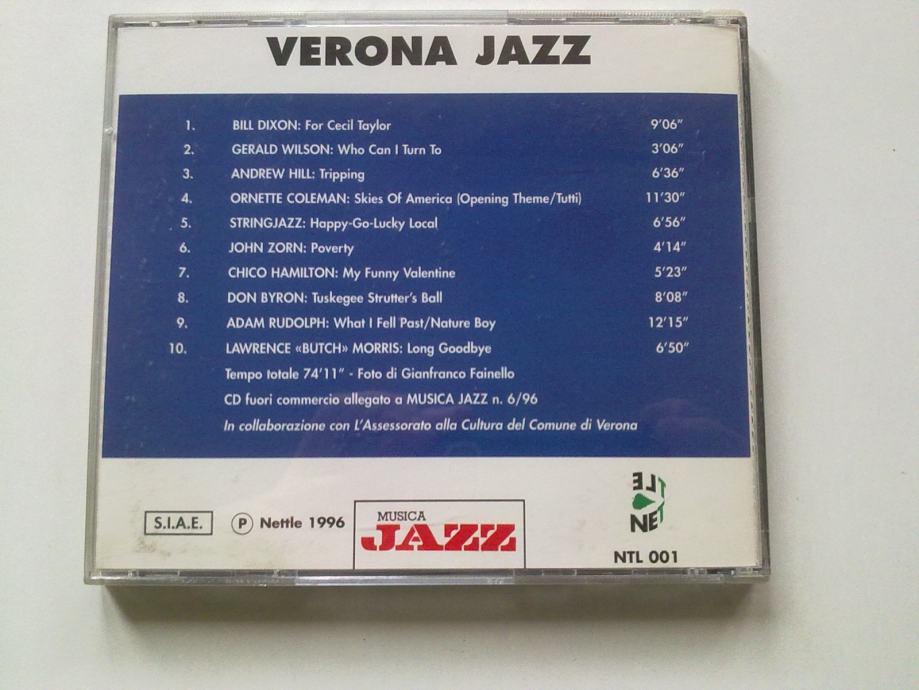 VERONA JAZZ
1. BILL DIXON: For Cecil Taylor 9'06"
2. GERALD WILSON: Who Can I Turn To 3'06"
3. ANDREW HILL: Tripping 6'36"
4. ORNETTE COLEMAN: Skies Of America (Opening Theme/Tutti) 11'30"
5. STRINGJAZZ: Happy-Go-Lucky Local 6'56"
6. JOHN ZORN: Poverty 4'14"
7. CHICO HAMILTON: My Funny Valentine 5'23"
8. DON BYRON: Tuskegee Strutter's Ball 8'08"
9. ADAM RUDOLPH: What I Fell Past/Nature Boy 12'15"
10. LAWRENCE «BUTCH» MORRIS: Long Goodbye 6'50"
Tempo totale 74'11" - Foto di Gianfranco Fainello
CD fuori commercio allegato a MUSICA JAZZ n. 6/96
In collaborazione con L'Assessorato alla Cultura del Comune di Verona
S.I.A.E. Ⓟ Nettle 1996
MUSICA
JAZZ
NET
TLE
NTL 001